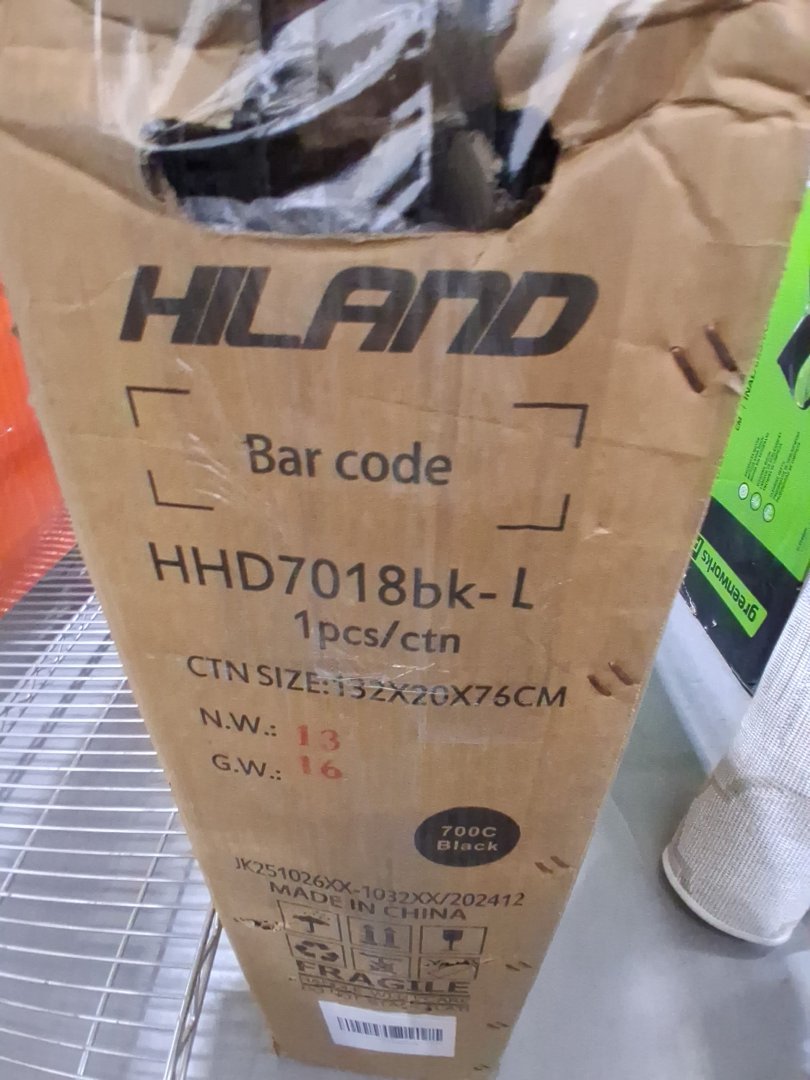 HILAND
Bar code
HHD7018bk-L
1pcs/ctn
CTN SIZE:132X20X76CM
N.W.: 13
G.W.: 16
700C
Black
JK251026XX-1032XX/202412
MADE IN CHINA
FRAGILE
greenworks